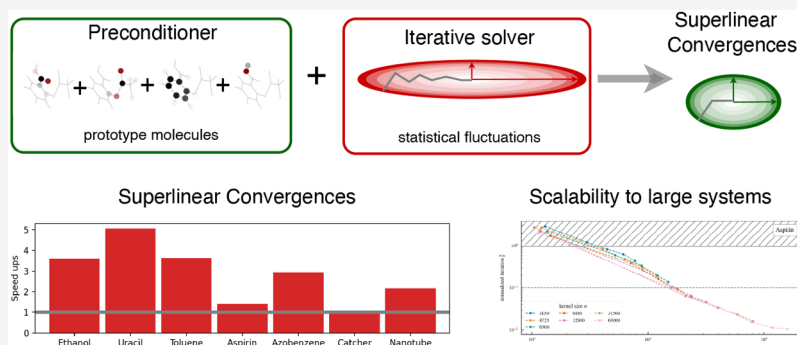 Preconditioner
prototype molecules
Iterative solver
statistical fluctuations
Superlinear
Convergences
Superlinear Convergences
Speed ups
5
4
3
2
1
0
Ethanol Uracil Toluene Aspirin Azobenzene Catcher Nanotube
Scalability to large systems
Aspirin
kernel size n